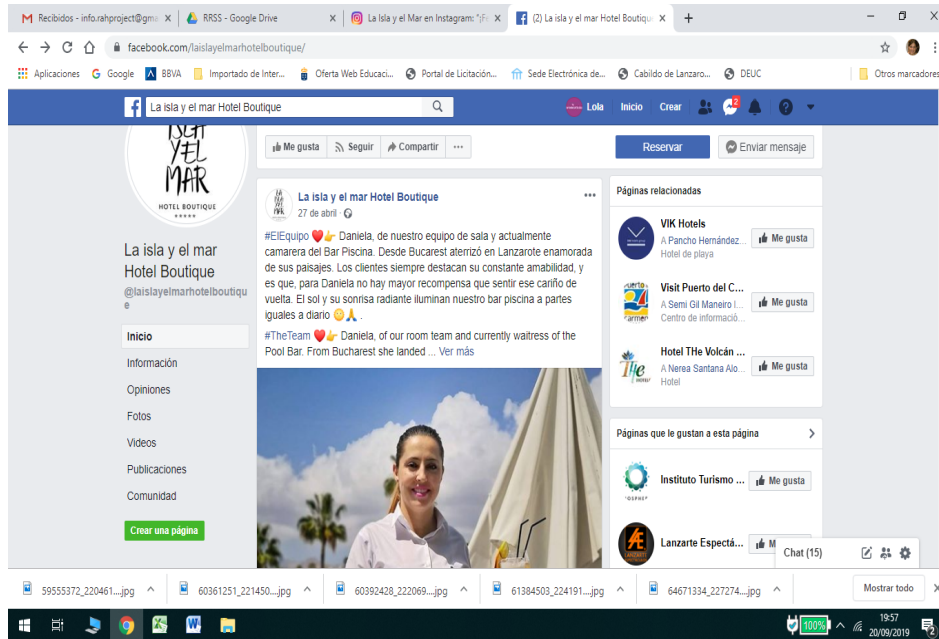 Recibidos - info.rahproject@gma
RRSS - Google Drive
La Isla y el Mar en Instagram: "¡Fe
(2) La isla y el mar Hotel Boutique
facebook.com/laislayelmarhotelboutique/
Aplicaciones
Google
BBVA
Importado de Inter...
Oferta Web Educaci...
Portal de Licitación...
Sede Electrónica de...
Cabildo de Lanzaro...
DEUC
Otros marcadores
La isla y el mar Hotel Boutique
Lola
Inicio
Crear
2
ISLA
Y EL
MAR
HOTEL BOUTIQUE
La isla y el mar
Hotel Boutique
@laislayelmarhotelboutiqu
e
Inicio
Información
Opiniones
Fotos
Videos
Publicaciones
Comunidad
Crear una página
Me gusta
Seguir
Compartir
...
Reservar
Enviar mensaje
La isla y el mar Hotel Boutique
27 de abril ·
#ElEquipo ❤️👉 Daniela, de nuestro equipo de sala y actualmente
camarera del Bar Piscina. Desde Bucarest aterrizó en Lanzarote enamorada
de sus paisajes. Los clientes siempre destacan su constante amabilidad, y
es que, para Daniela no hay mayor recompensa que sentir ese cariño de
vuelta. El sol y su sonrisa radiante iluminan nuestro bar piscina a partes
iguales a diario 😊🙏 .
#TheTeam ❤️👉 Daniela, of our room team and currently waitress of the
Pool Bar. From Bucharest she landed ... Ver más
Páginas relacionadas
VIK Hotels
A Pancho Hernández...
Hotel de playa
Me gusta
Visit Puerto del C...
A Semi Gil Maneiro I...
Centro de informació...
Me gusta
Hotel THe Volcán ...
A Nerea Santana Alo...
Hotel
Me gusta
Páginas que le gustan a esta página
Instituto Turismo ...
Me gusta
Lanzarte Espectá...
M
Chat (15)
59555372_220461....jpg
60361251_221450....jpg
60392428_222069....jpg
61384503_224191....jpg
64671334_227274....jpg
Mostrar todo
100%
19:57
20/09/2019